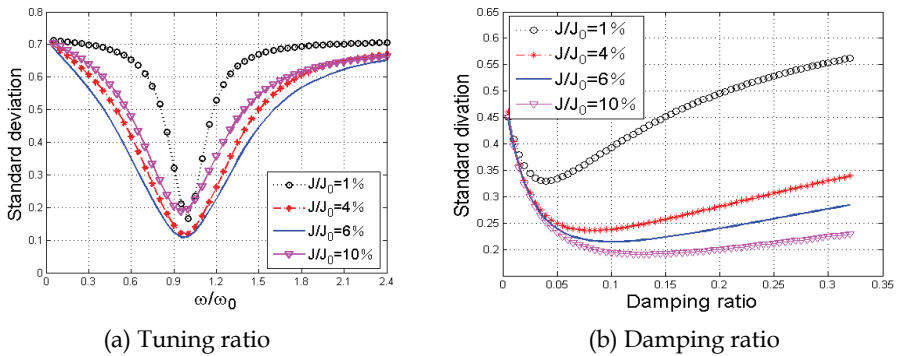 Standard deviation
0.8
0.7
0.6
0.5
0.4
0.3
0.2
0.1
0
0.0 0.3 0.6 0.9 1.2 1.5 1.8 2.1 2.4
ω/ω0
J/J0=1%
J/J0=4%
J/J0=6%
J/J0=10%
(a) Tuning ratio
Standard divation
0.65
0.6
0.55
0.5
0.45
0.4
0.35
0.3
0.25
0.2
0 0.05 0.1 0.15 0.2 0.25 0.3 0.35
Damping ratio
J/J0=1%
J/J0=4%
J/J0=6%
J/J0=10%
(b) Damping ratio